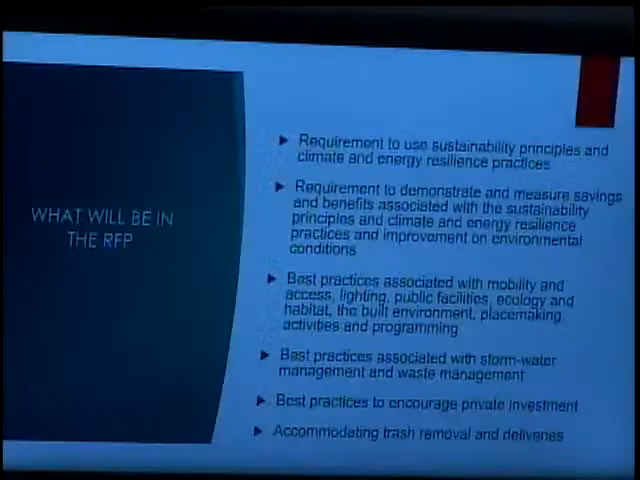 WHAT WILL BE IN
THE RFP
Requirement to use sustainability principles and
climate and energy resilience practices
Requirement to demonstrate and measure savings
and benefits associated with the sustainability
principles and climate and energy resilience
practices and improvement on environmental
conditions
Best practices associated with mobility and
access, lighting, public facilities, ecology and
habitat, the built environment, placemaking,
activities and programming
Best practices associated with storm-water
management and waste management
Best practices to encourage private investment
Accommodating trash removal and deliveries